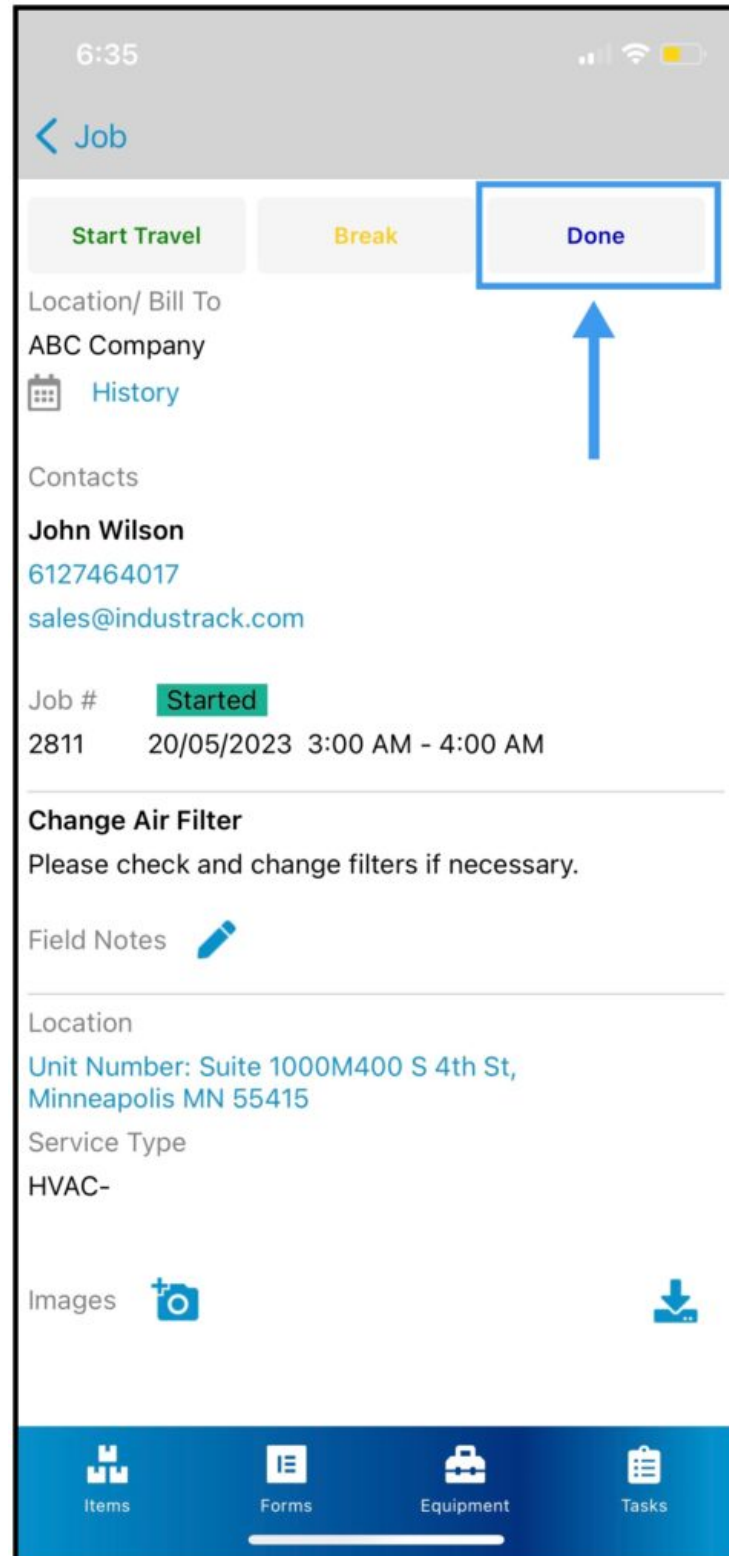 6:35
Job
Start Travel Break Done
Location/ Bill To
ABC Company
History
Contacts
John Wilson
6127464017
sales@industrack.com
Job # Started
2811 20/05/2023 3:00 AM - 4:00 AM
Change Air Filter
Please check and change filters if necessary.
Field Notes
Location
Unit Number: Suite 1000M400 S 4th St,
Minneapolis MN 55415
Service Type
HVAC-
Images
Items Forms Equipment Tasks